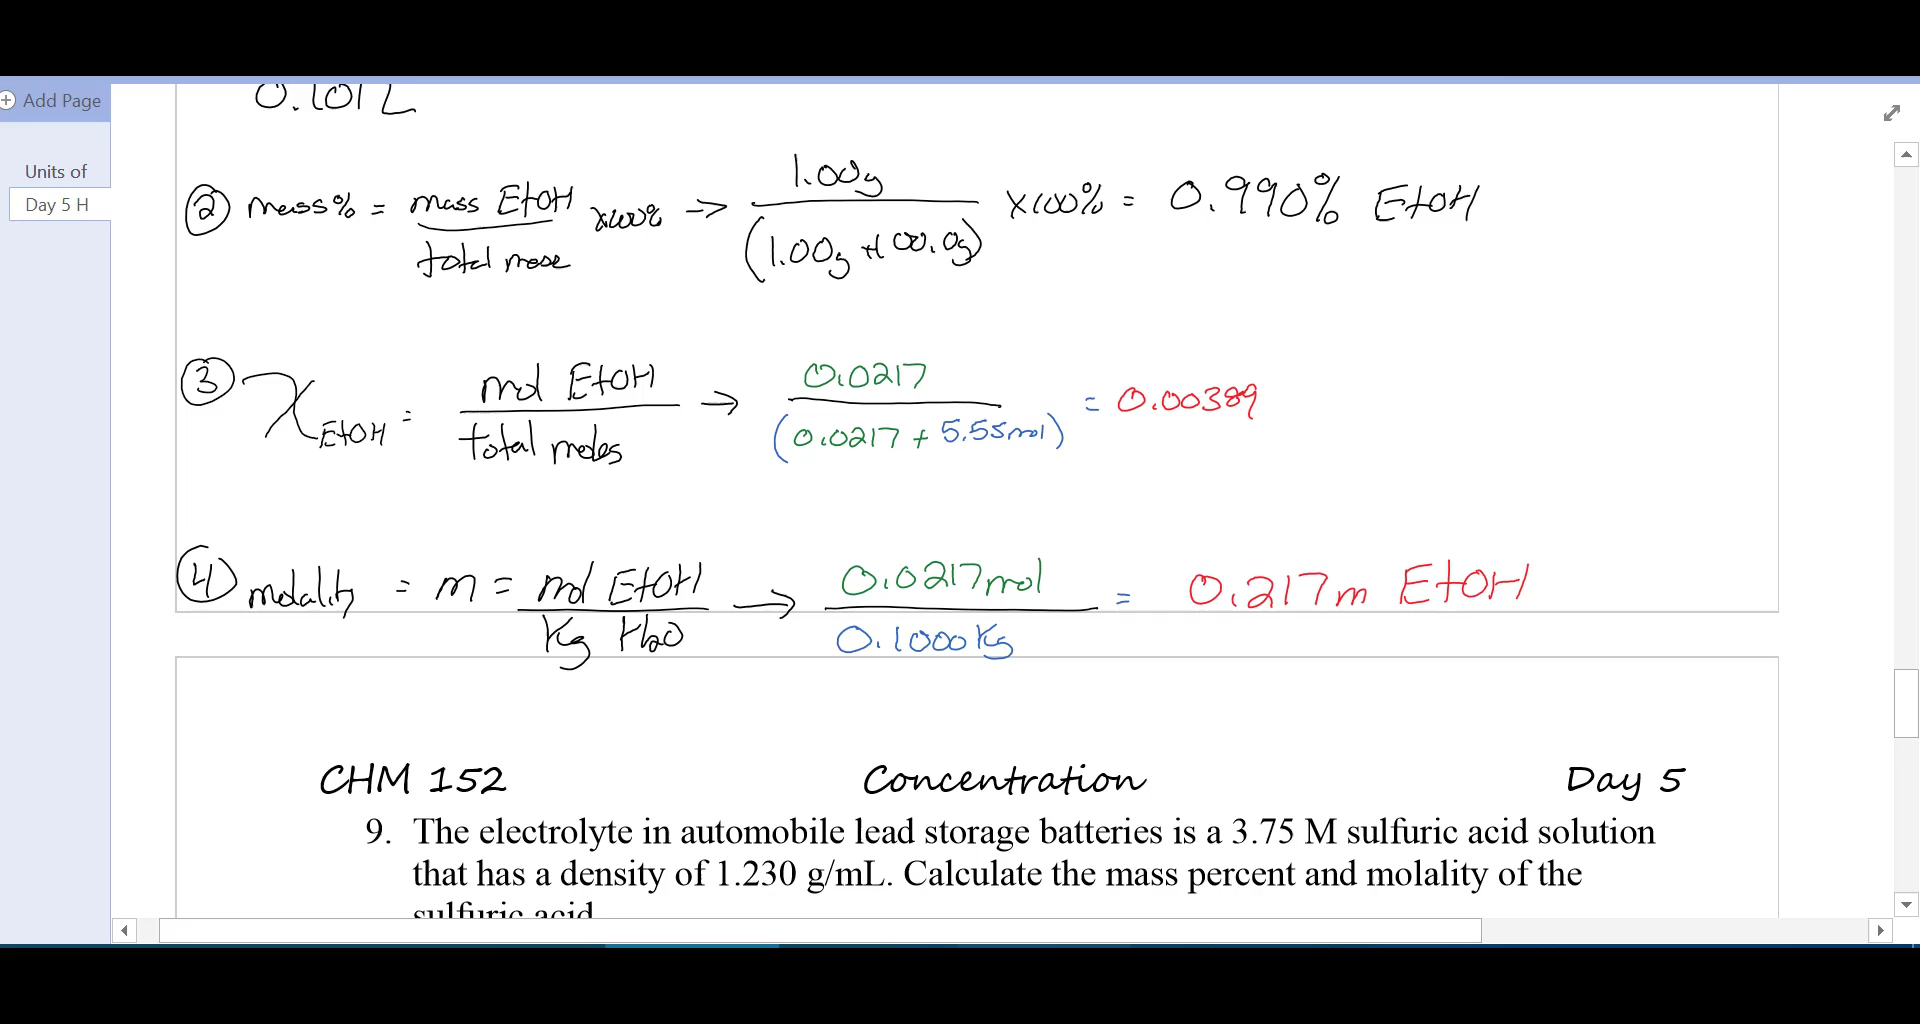 Add Page
Units of
Day 5 H
0.101 L
② mass% = mass EtOH / total mass x100% → 1.00g / (1.00g + 100.0g) x100% = 0.990% EtOH
③ χ EtOH = mol EtOH / total moles → 0.0217 / (0.0217 + 5.55mol) = 0.00389
④ molality = m = mol EtOH / Kg H2O → 0.0217mol / 0.1000Kg = 0.217m EtOH
CHM 152 Concentration Day 5
9. The electrolyte in automobile lead storage batteries is a 3.75 M sulfuric acid solution
that has a density of 1.230 g/mL. Calculate the mass percent and molality of the
sulfuric acid